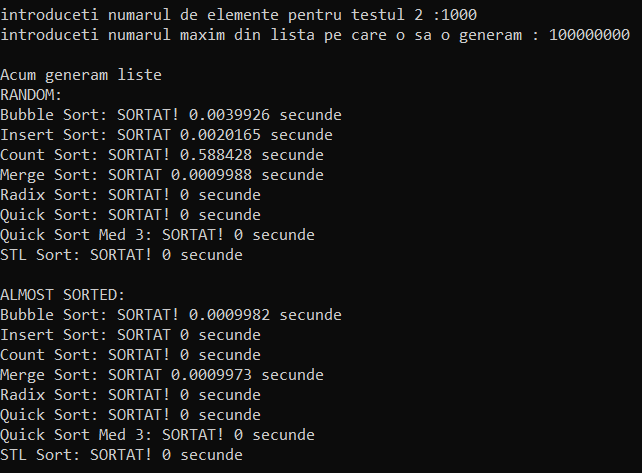 introduceti numarul de elemente pentru testul 2 :1000
introduceti numarul maxim din lista pe care o sa o generam : 100000000
Acum generam liste
RANDOM:
Bubble Sort: SORTAT! 0.0039926 secunde
Insert Sort: SORTAT 0.0020165 secunde
Count Sort: SORTAT! 0.588428 secunde
Merge Sort: SORTAT 0.0009988 secunde
Radix Sort: SORTAT! 0 secunde
Quick Sort: SORTAT! 0 secunde
Quick Sort Med 3: SORTAT! 0 secunde
STL Sort: SORTAT! 0 secunde
ALMOST SORTED:
Bubble Sort: SORTAT! 0.0009982 secunde
Insert Sort: SORTAT 0 secunde
Count Sort: SORTAT! 0 secunde
Merge Sort: SORTAT 0.0009973 secunde
Radix Sort: SORTAT! 0 secunde
Quick Sort: SORTAT! 0 secunde
Quick Sort Med 3: SORTAT! 0 secunde
STL Sort: SORTAT! 0 secunde